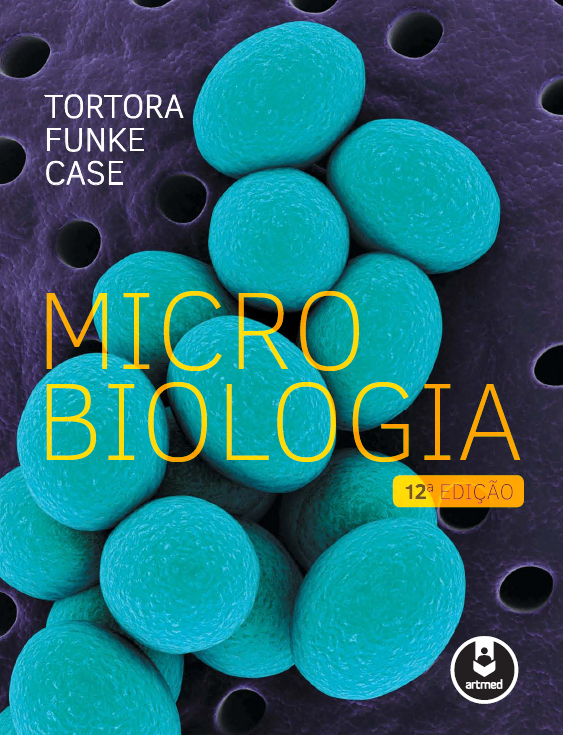 TORTORA
FUNKE
CASE
MICRO
BIOLOGIA
12ª EDIÇÃO
artmed